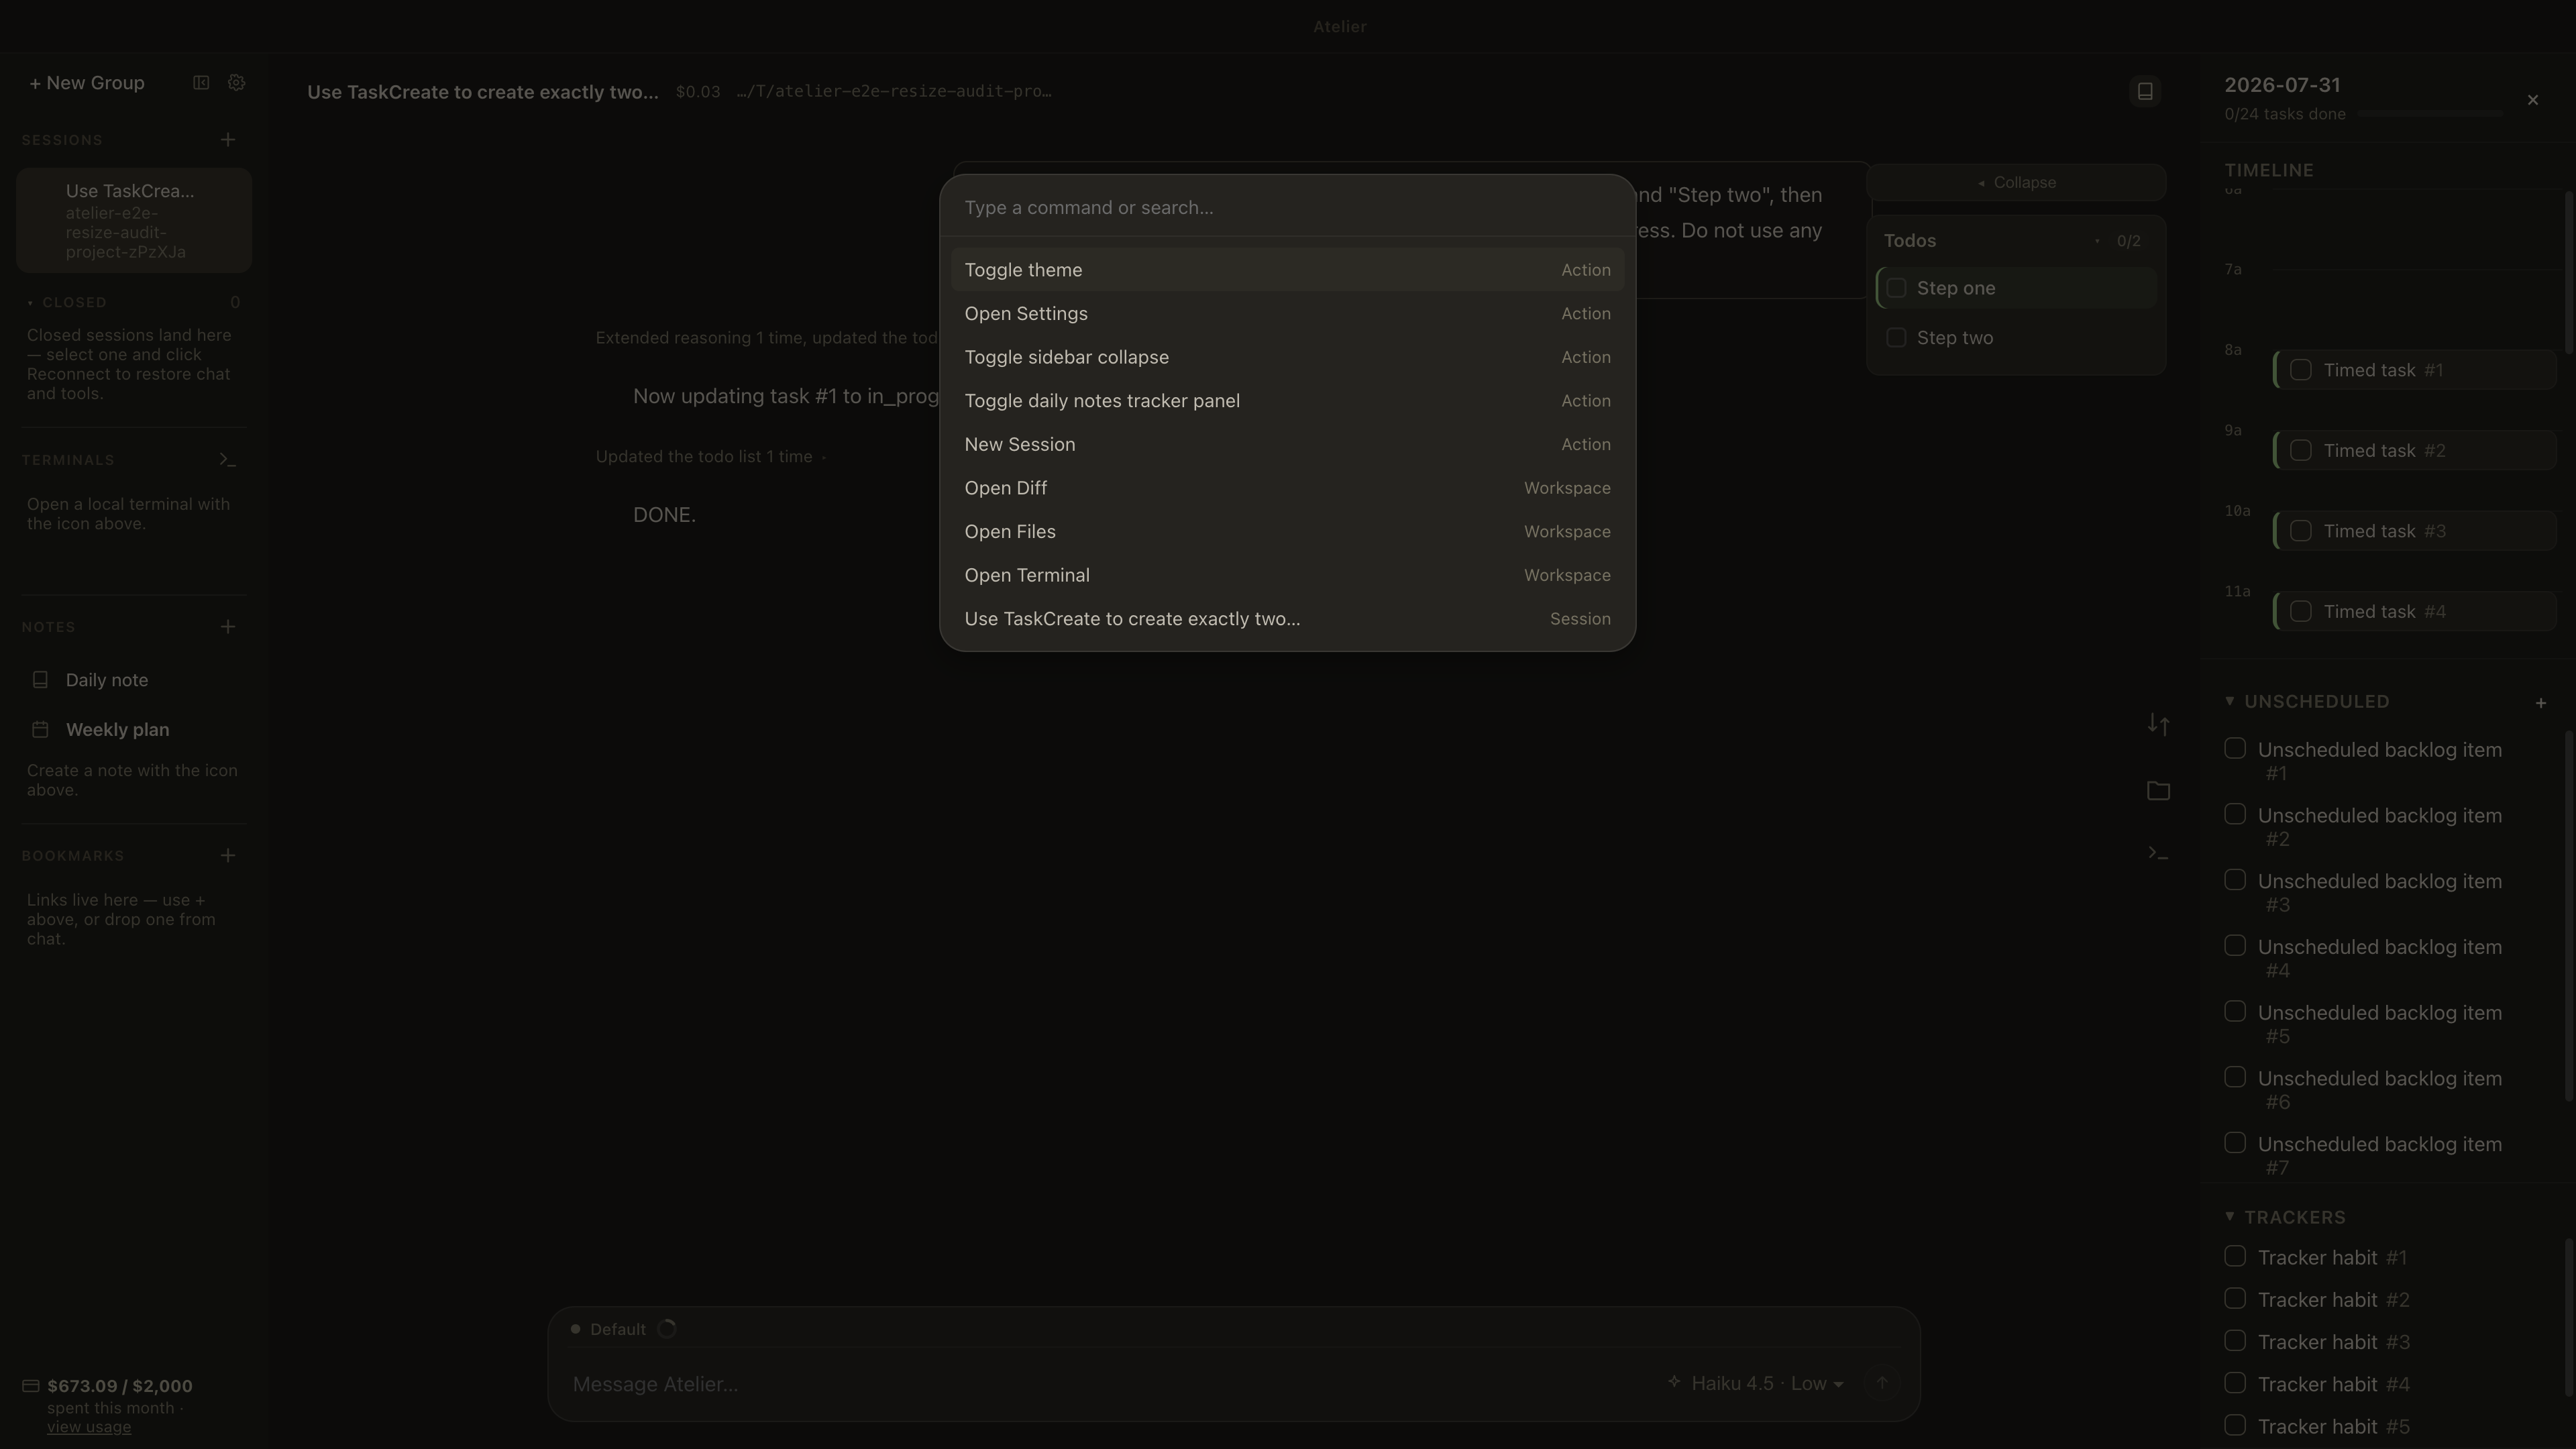 Atelier
+ New Group
SESSIONS
Use TaskCrea...
atelier-e2e-
resize-audit-
project-zPzXJa
CLOSED 0
Closed sessions land here
— select one and click
Reconnect to restore chat
and tools.
TERMINALS
Open a local terminal with
the icon above.
NOTES
Daily note
Weekly plan
Create a note with the icon
above.
BOOKMARKS
Links live here — use +
above, or drop one from
chat.
$673.09 / $2,000
spent this month ·
view usage
Use TaskCreate to create exactly two... $0.03 …/T/atelier-e2e-resize-audit-pro…
nd "Step two", then
ress. Do not use any
Extended reasoning 1 time, updated the tod
Now updating task #1 to in_prog
Updated the todo list 1 time
DONE.
Type a command or search...
Toggle theme Action
Open Settings Action
Toggle sidebar collapse Action
Toggle daily notes tracker panel Action
New Session Action
Open Diff Workspace
Open Files Workspace
Open Terminal Workspace
Use TaskCreate to create exactly two... Session
Collapse
Todos 0/2
Step one
Step two
Default
Message Atelier...
Haiku 4.5 · Low
2026-07-31
0/24 tasks done
TIMELINE
6a
7a
8a
Timed task #1
9a
Timed task #2
10a
Timed task #3
11a
Timed task #4
UNSCHEDULED +
Unscheduled backlog item
#1
Unscheduled backlog item
#2
Unscheduled backlog item
#3
Unscheduled backlog item
#4
Unscheduled backlog item
#5
Unscheduled backlog item
#6
Unscheduled backlog item
#7
TRACKERS
Tracker habit #1
Tracker habit #2
Tracker habit #3
Tracker habit #4
Tracker habit #5